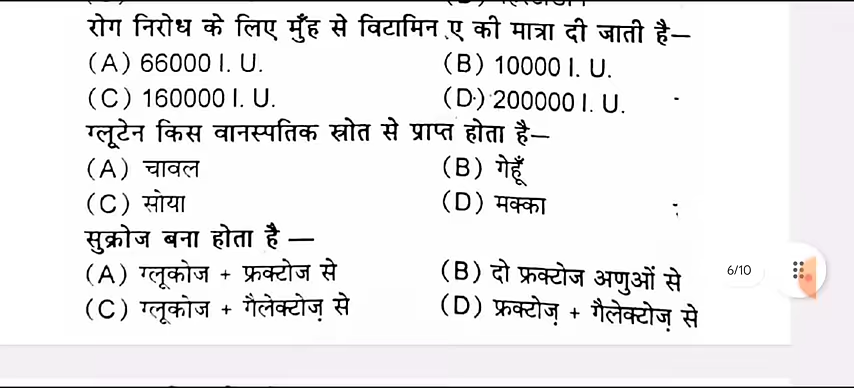 रोग निरोध के लिए मुँह से विटामिन ए की मात्रा दी जाती है—
(A) 66000 I. U. (B) 10000 I. U.
(C) 160000 I. U. (D) 200000 I. U.
ग्लूटेन किस वानस्पतिक स्रोत से प्राप्त होता है—
(A) चावल (B) गेहूँ
(C) सोया (D) मक्का
सुक्रोज बना होता है —
(A) ग्लूकोज + फ्रक्टोज से (B) दो फ्रक्टोज अणुओं से
6/10
(C) ग्लूकोज + गैलेक्टोज़ से (D) फ्रक्टोज़ + गैलेक्टोज़ से